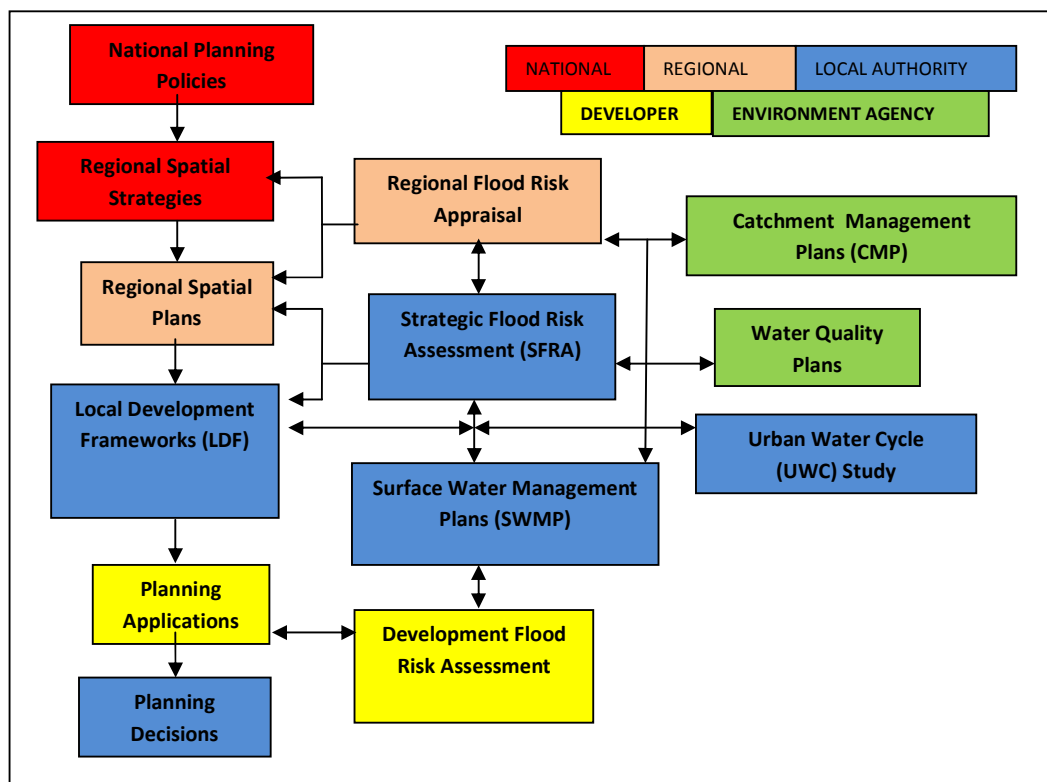 National Planning
Policies
NATIONAL
REGIONAL
LOCAL AUTHORITY
DEVELOPER
ENVIRONMENT AGENCY
Regional Spatial
Strategies
Regional Flood Risk
Appraisal
Catchment Management
Plans (CMP)
Regional Spatial
Plans
Strategic Flood Risk
Assessment (SFRA)
Water Quality
Plans
Local Development
Frameworks (LDF)
Urban Water Cycle
(UWC) Study
Surface Water Management
Plans (SWMP)
Planning
Applications
Development Flood
Risk Assessment
Planning
Decisions